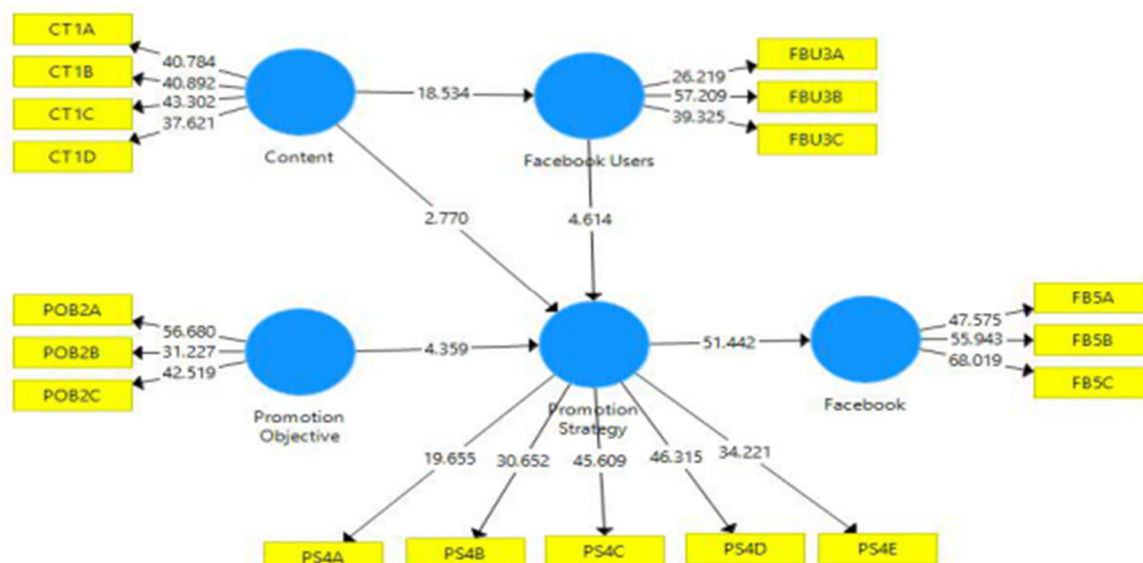 CT1A
CT1B
CT1C
CT1D
40.784
40.892
43.302
37.621
Content
18.534
Facebook Users
26.219
57.209
39.325
FBU3A
FBU3B
FBU3C
2.770
4.614
POB2A
POB2B
POB2C
56.680
31.227
42.519
Promotion
Objective
4.359
Promotion
Strategy
51.442
Facebook
47.575
55.943
68.019
FB5A
FB5B
FB5C
19.655
30.652
45.609
46.315
34.221
PS4A
PS4B
PS4C
PS4D
PS4E